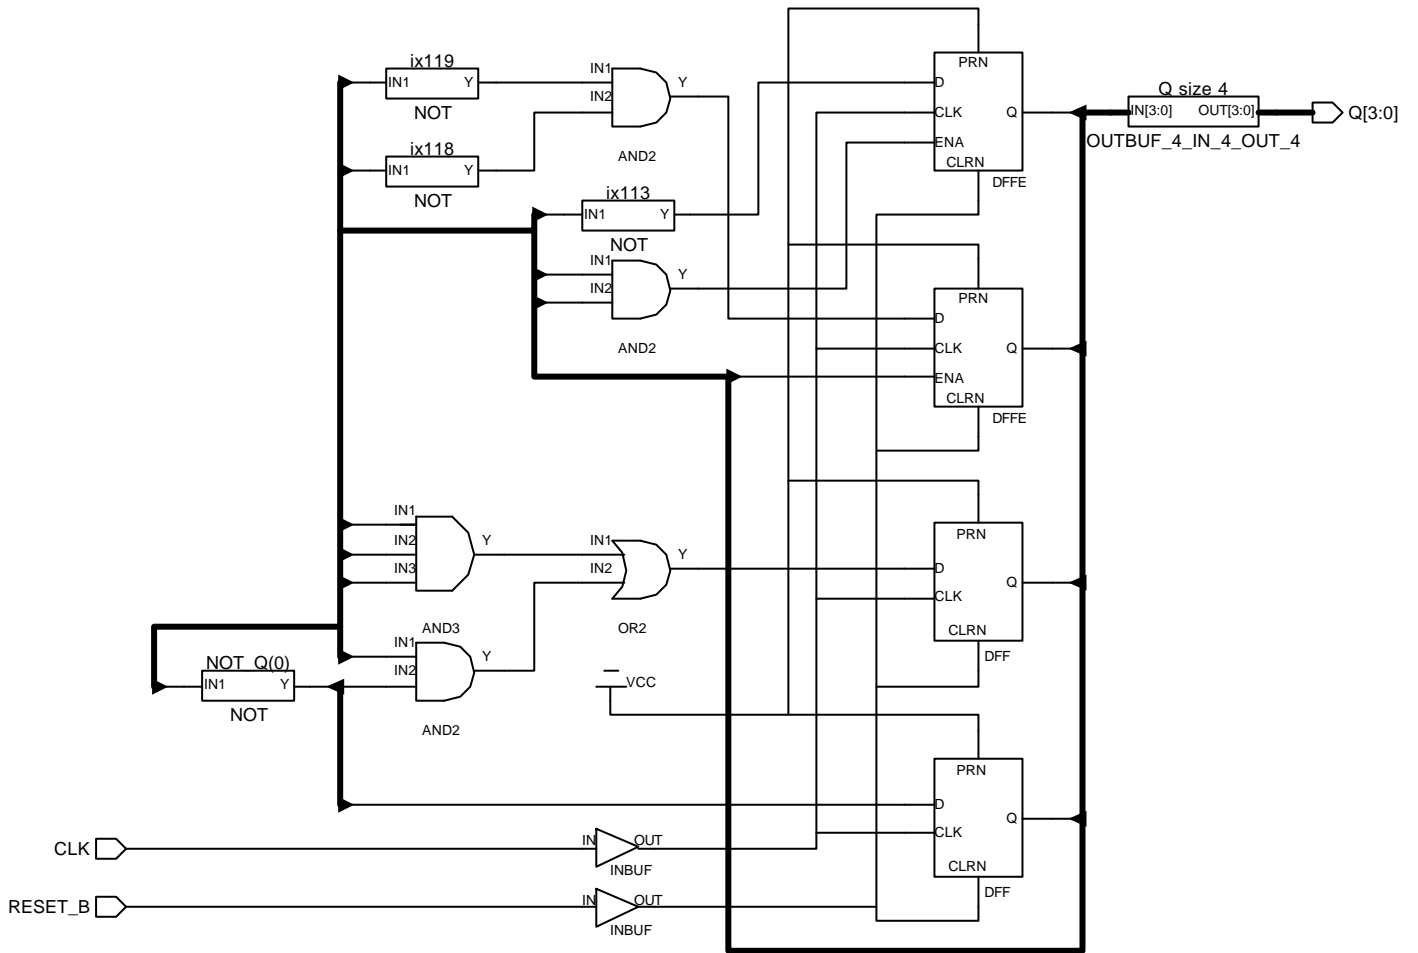 ix119
IN1 Y
NOT
IN1
IN2
Y
AND2
ix118
IN1 Y
NOT
ix113
IN1 Y
NOT
IN1
IN2
Y
AND2
PRN
D
CLK
ENA
CLRN
Q
DFFE
Q size 4
IN[3:0] OUT[3:0]
OUTBUF_4_IN_4_OUT_4
Q[3:0]
PRN
D
CLK
ENA
CLRN
Q
DFFE
IN1
IN2
IN3
Y
AND3
IN1
IN2
Y
OR2
PRN
D
CLK
CLRN
Q
DFF
NOT Q(0)
IN1 Y
NOT
IN1
IN2
Y
AND2
VCC
PRN
D
CLK
CLRN
Q
DFF
CLK
IN OUT
INBUF
RESET_B
IN OUT
INBUF